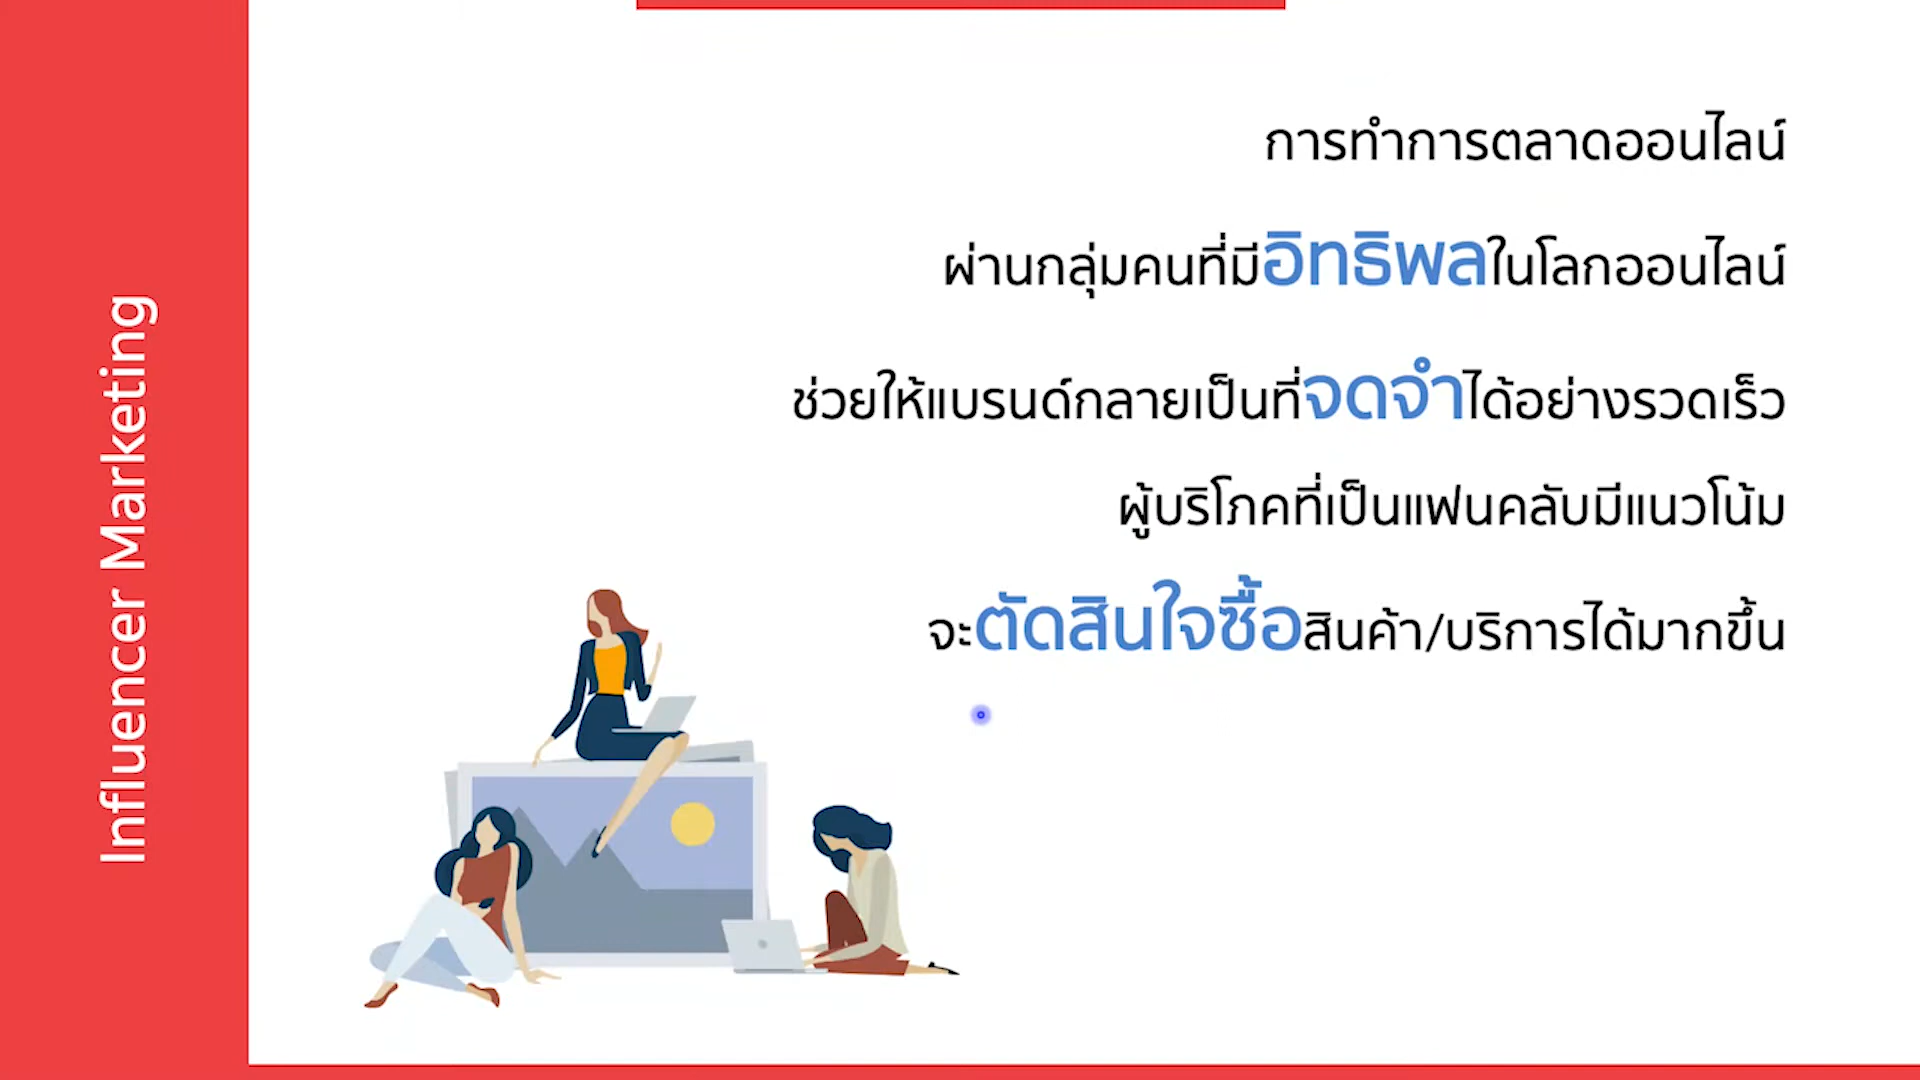 Influencer Marketing
การทำการตลาดออนไลน์
ผ่านกลุ่มคนที่มีอิทธิพลในโลกออนไลน์
ช่วยให้แบรนด์กลายเป็นที่จดจำได้อย่างรวดเร็ว
ผู้บริโภคที่เป็นแฟนคลับมีแนวโน้ม
จะตัดสินใจซื้อสินค้า/บริการได้มากขึ้น